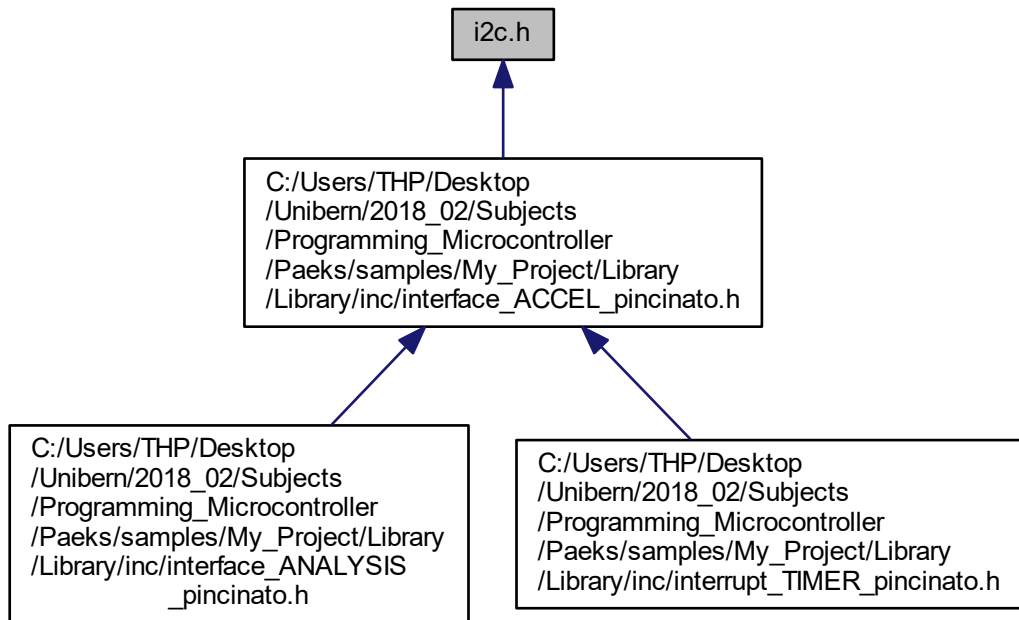 i2c.h
C:/Users/THP/Desktop
/Unibern/2018_02/Subjects
/Programming_Microcontroller
/Paeks/samples/My_Project/Library
/Library/inc/interface_ACCEL_pincinato.h
C:/Users/THP/Desktop
/Unibern/2018_02/Subjects
/Programming_Microcontroller
/Paeks/samples/My_Project/Library
/Library/inc/interface_ANALYSIS
_pincinato.h
C:/Users/THP/Desktop
/Unibern/2018_02/Subjects
/Programming_Microcontroller
/Paeks/samples/My_Project/Library
/Library/inc/interrupt_TIMER_pincinato.h